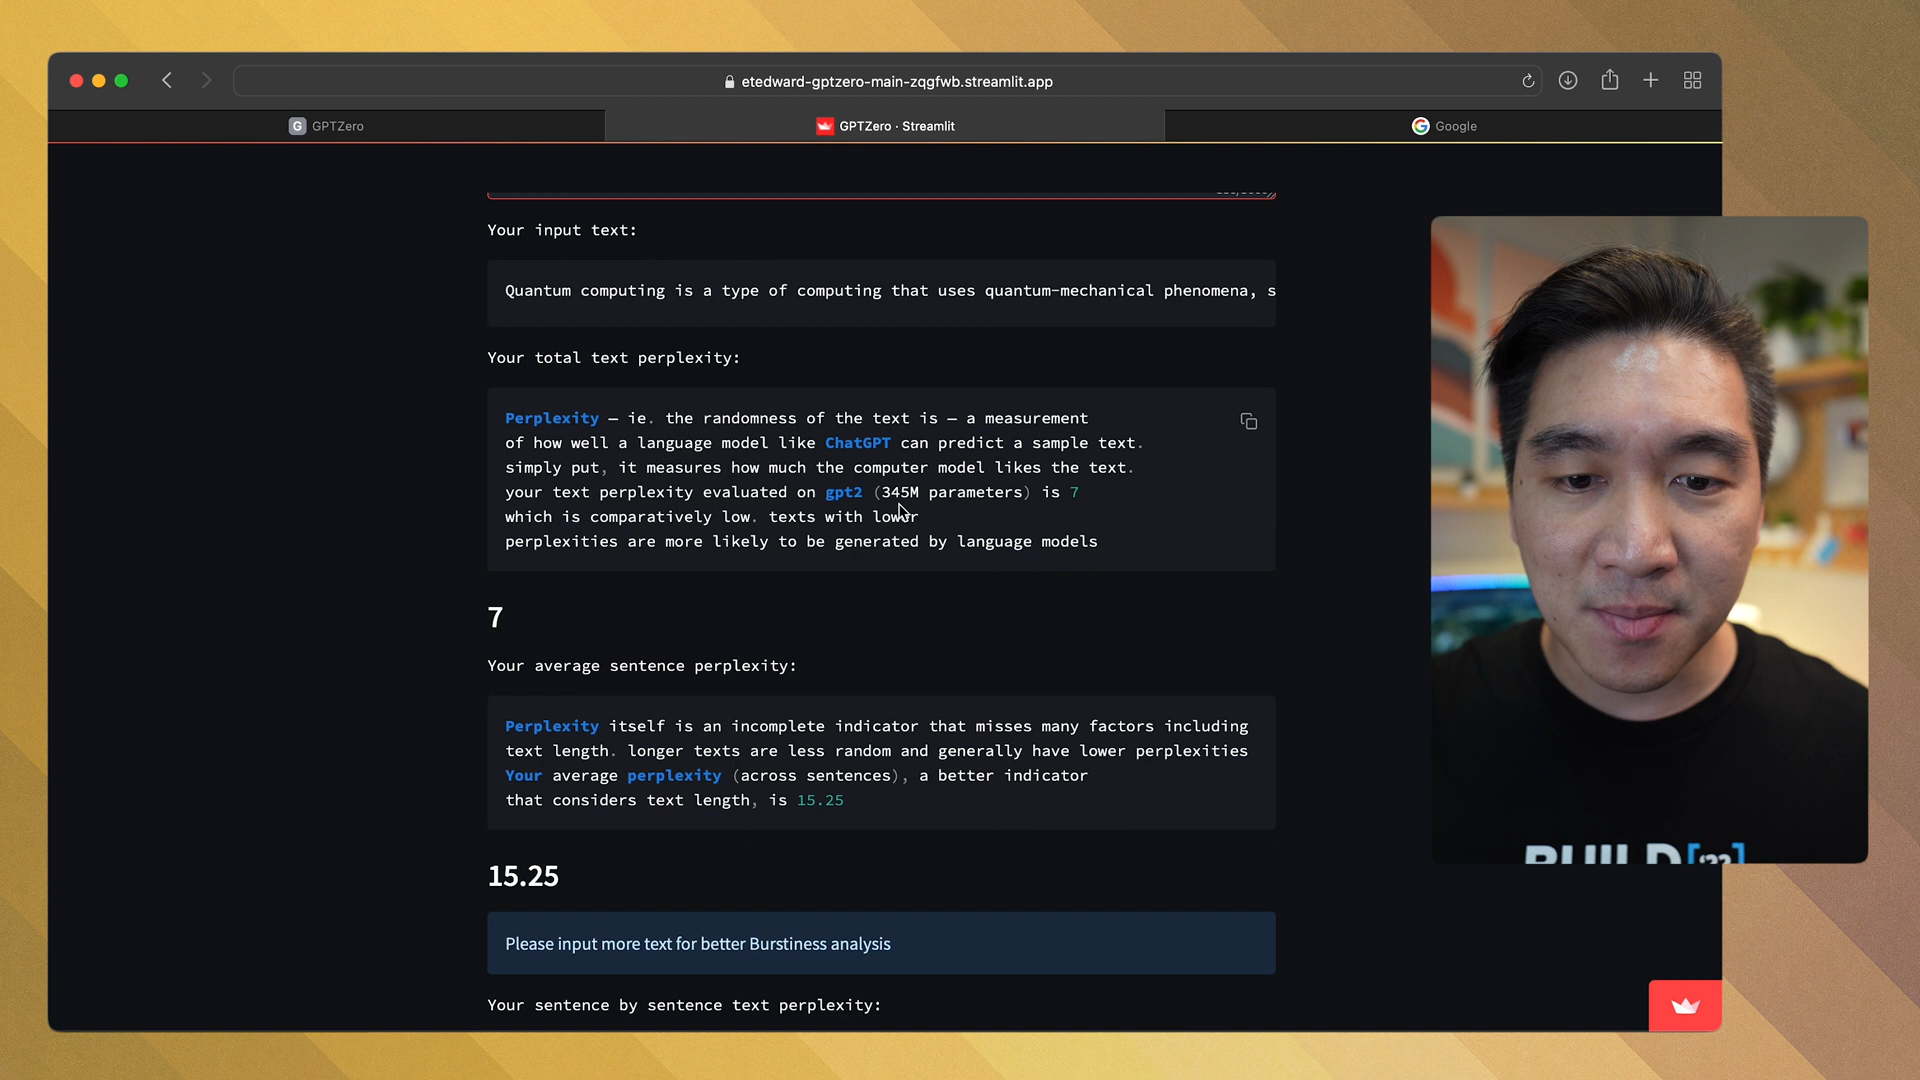 etedward-gptzero-main-zqgfwb.streamlit.app
G GPTZero
GPTZero · Streamlit
Google
Your input text:
Quantum computing is a type of computing that uses quantum-mechanical phenomena, s
Your total text perplexity:
Perplexity — ie. the randomness of the text is — a measurement
of how well a language model like ChatGPT can predict a sample text.
simply put, it measures how much the computer model likes the text.
your text perplexity evaluated on gpt2 (345M parameters) is 7
which is comparatively low. texts with lower
perplexities are more likely to be generated by language models
7
Your average sentence perplexity:
Perplexity itself is an incomplete indicator that misses many factors including
text length. longer texts are less random and generally have lower perplexities
Your average perplexity (across sentences), a better indicator
that considers text length, is 15.25
15.25
Please input more text for better Burstiness analysis
Your sentence by sentence text perplexity:
BUILD['22]